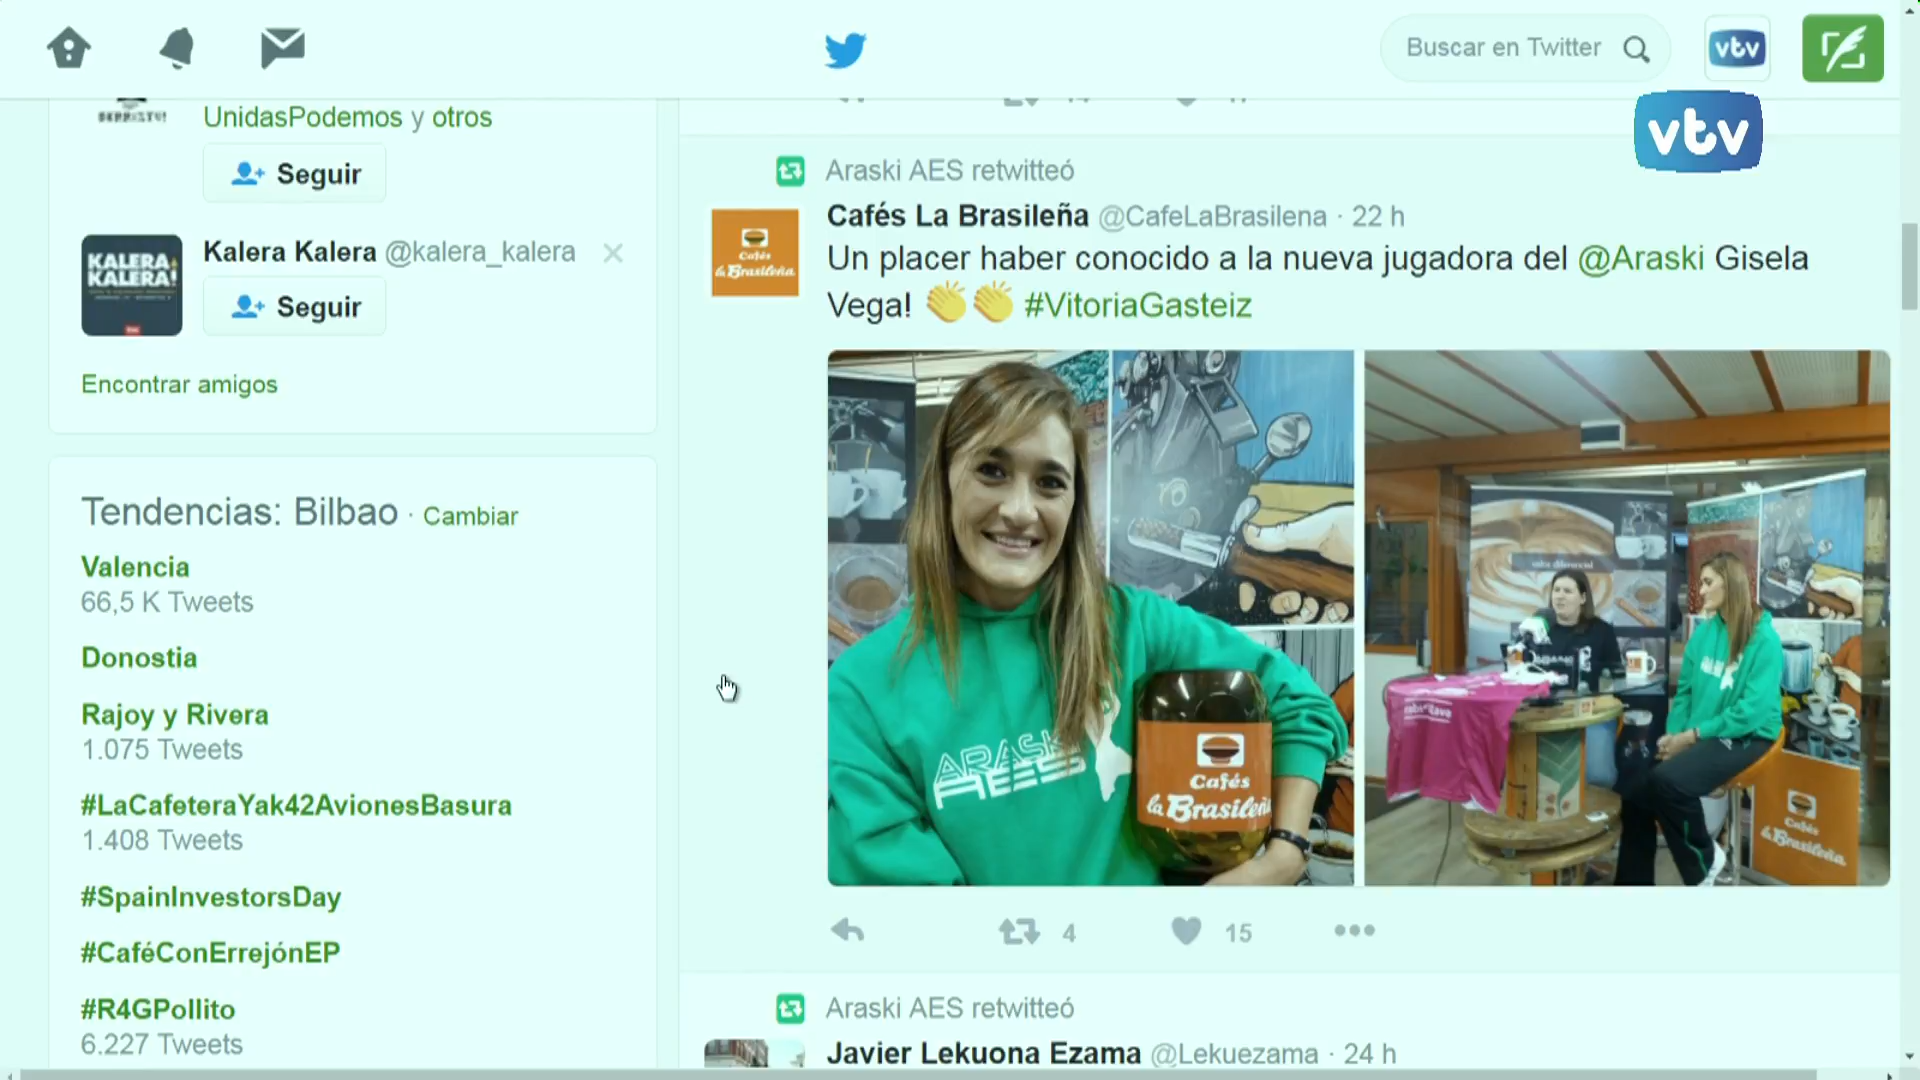 Buscar en Twitter
vtv
vtv
UnidasPodemos y otros
Seguir
KALERA
KALERA!
Kalera Kalera @kalera_kalera
Seguir
Encontrar amigos
Tendencias: Bilbao · Cambiar
Valencia
66,5 K Tweets
Donostia
Rajoy y Rivera
1.075 Tweets
#LaCafeteraYak42AvionesBasura
1.408 Tweets
#SpainInvestorsDay
#CaféConErrejónEP
#R4GPollito
6.227 Tweets
Araski AES retwitteó
Cafés
la Brasileña
Cafés La Brasileña @CafeLaBrasilena · 22 h
Un placer haber conocido a la nueva jugadora del @Araski Gisela
Vega! 👏👏 #VitoriaGasteiz
ARASKI
AES
Cafés
la Brasileña
Cafés
la Brasileña
4
15
Araski AES retwitteó
Javier Lekuona Ezama @Lekuezama · 24 h